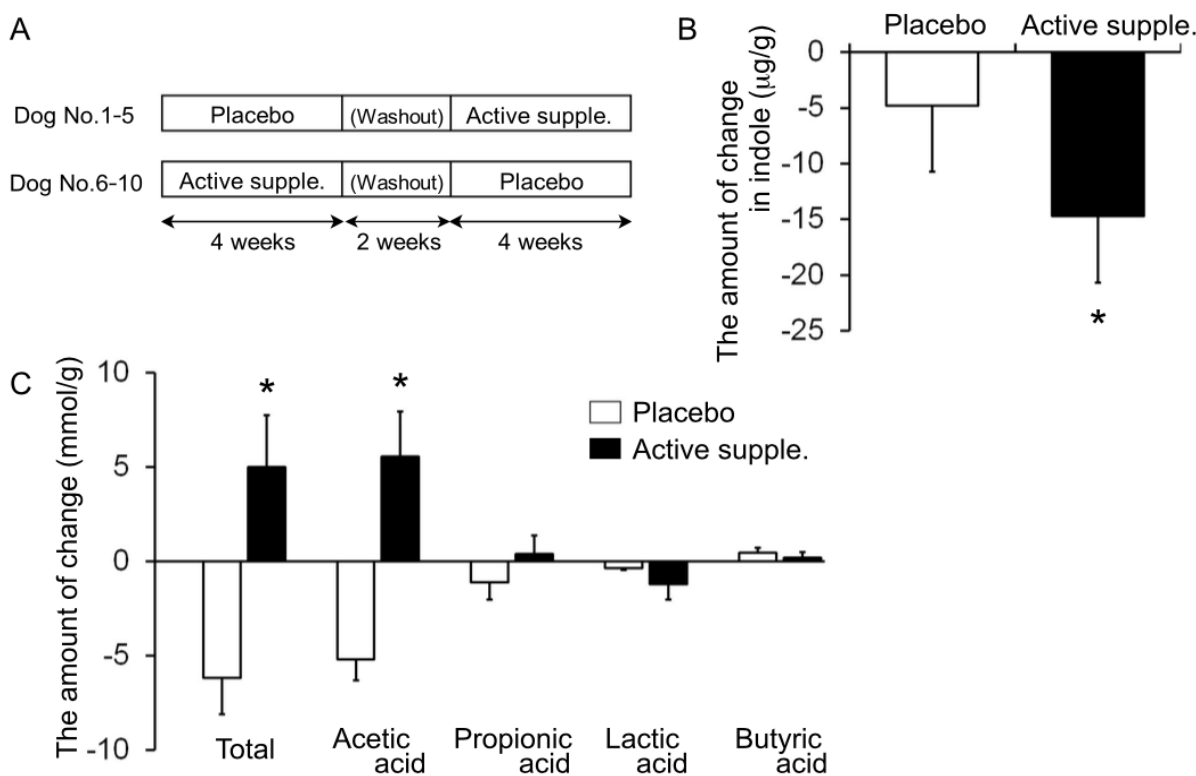 A
Dog No.1-5
Placebo
(Washout)
Active supple.
Dog No.6-10
Active supple.
(Washout)
Placebo
4 weeks
2 weeks
4 weeks
B
Placebo
Active supple.
The amount of change
in indole (μg/g)
0
-5
-10
-15
-20
-25
*
C
The amount of change (mmol/g)
10
5
0
-5
-10
*
*
Placebo
Active supple.
Total
Acetic
acid
Propionic
acid
Lactic
acid
Butyric
acid